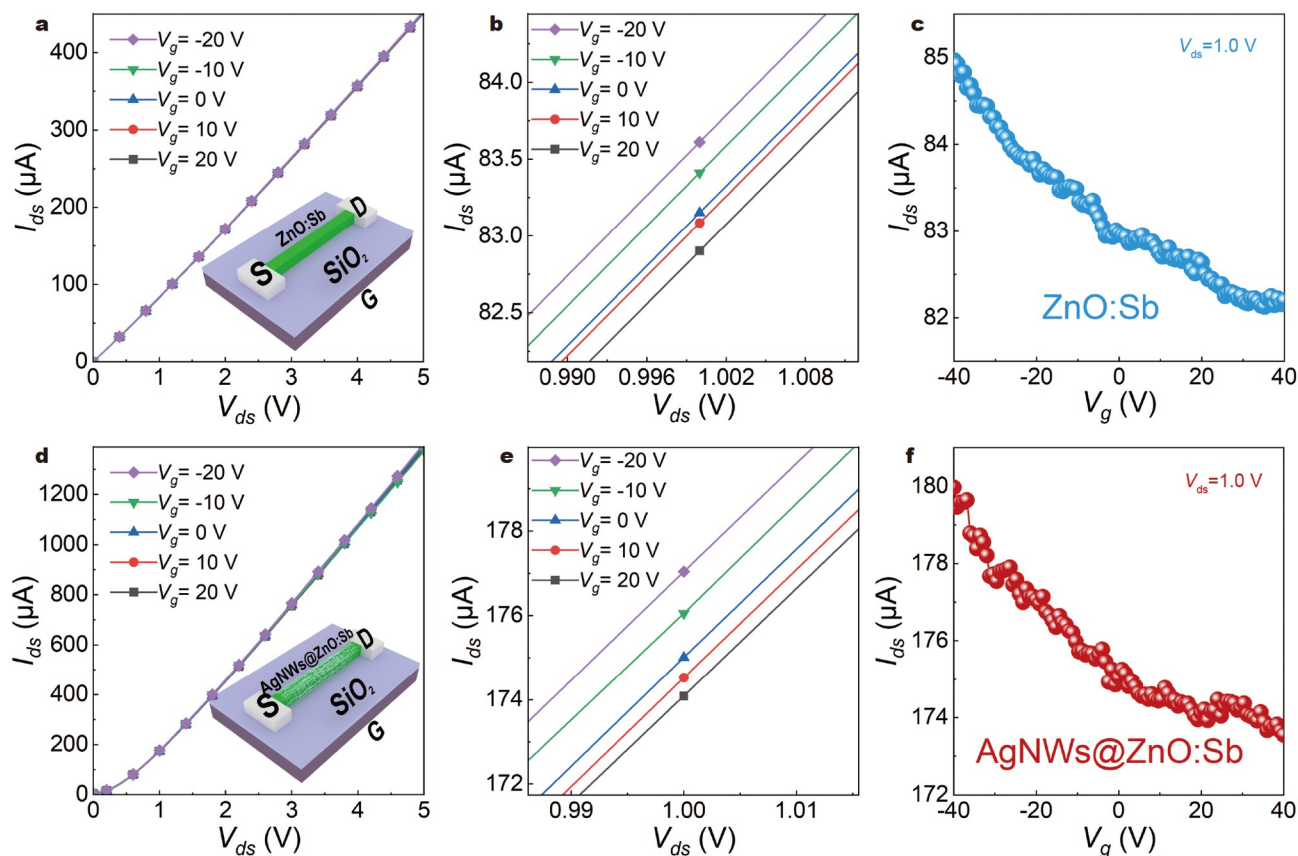 a
400
300
200
100
0
I_ds (μA)
V_g= -20 V
V_g= -10 V
V_g= 0 V
V_g= 10 V
V_g= 20 V
ZnO:Sb
S
D
SiO₂
G
0 1 2 3 4 5
V_ds (V)
b
84.0
83.5
83.0
82.5
I_ds (μA)
V_g= -20 V
V_g= -10 V
V_g= 0 V
V_g= 10 V
V_g= 20 V
0.990 0.996 1.002 1.008
V_ds (V)
c
85
84
83
82
I_ds (μA)
V_ds=1.0 V
ZnO:Sb
-40 -20 0 20 40
V_g (V)
d
1200
1000
800
600
400
200
0
I_ds (μA)
V_g= -20 V
V_g= -10 V
V_g= 0 V
V_g= 10 V
V_g= 20 V
AgNWs@ZnO:Sb
S
D
SiO₂
G
0 1 2 3 4 5
V_ds (V)
e
178
176
174
172
I_ds (μA)
V_g= -20 V
V_g= -10 V
V_g= 0 V
V_g= 10 V
V_g= 20 V
0.99 1.00 1.01
V_ds (V)
f
180
178
176
174
172
I_ds (μA)
V_ds=1.0 V
AgNWs@ZnO:Sb
-40 -20 0 20 40
V_g (V)